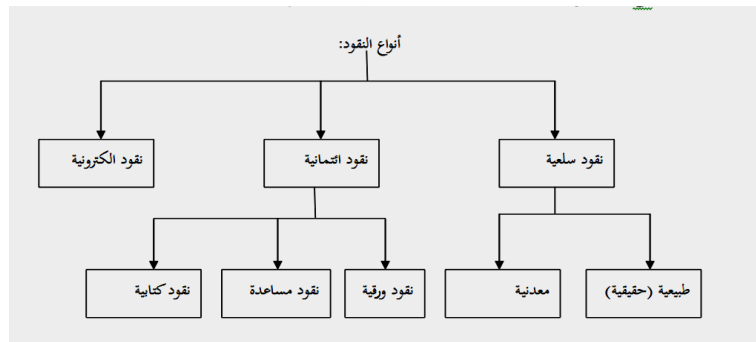 أنواع النقود:
نقود سلعية
نقود ائتمانية
نقود الكترونية
طبيعية (حقيقية)
معدنية
نقود ورقية
نقود مساعدة
نقود كتابية